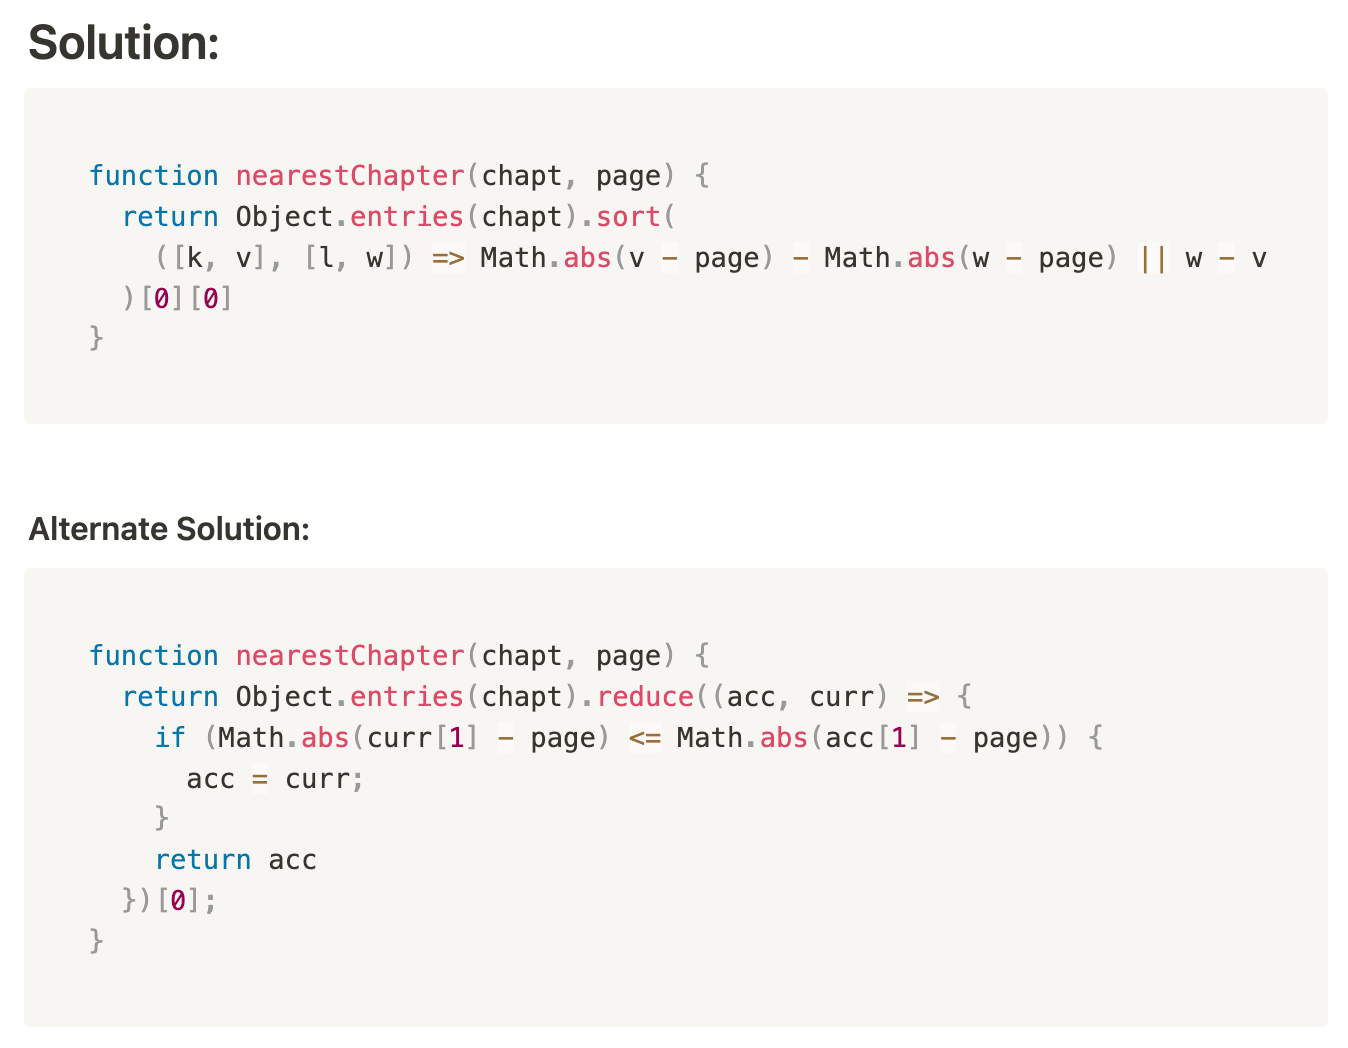 Solution:
function nearestChapter(chapt, page) {
  return Object.entries(chapt).sort(
    ([k, v], [l, w]) => Math.abs(v - page) - Math.abs(w - page) || w - v
  )[0][0]
}
Alternate Solution:
function nearestChapter(chapt, page) {
  return Object.entries(chapt).reduce((acc, curr) => {
    if (Math.abs(curr[1] - page) <= Math.abs(acc[1] - page)) {
      acc = curr;
    }
    return acc
  })[0];
}